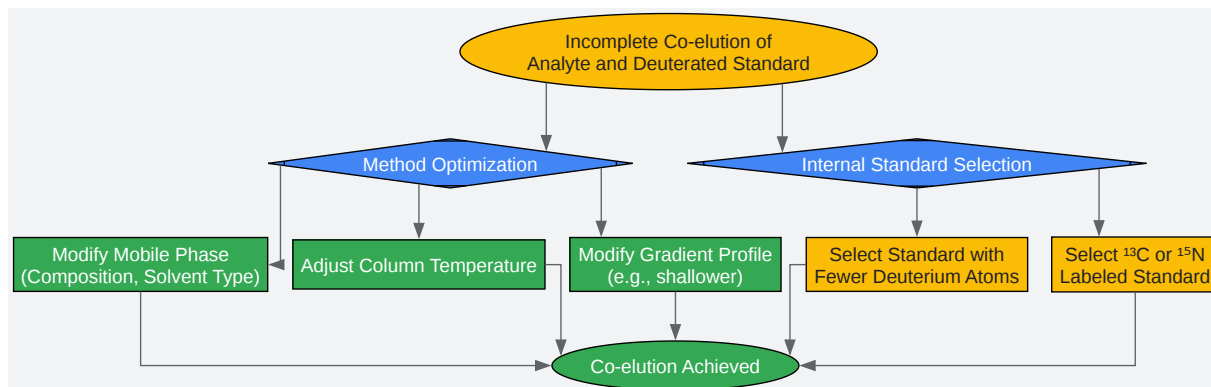 Incomplete Co-elution of
Analyte and Deuterated Standard
Method Optimization
Internal Standard Selection
Modify Mobile Phase
(Composition, Solvent Type)
Adjust Column Temperature
Modify Gradient Profile
(e.g., shallower)
Select Standard with
Fewer Deuterium Atoms
Select ¹³C or ¹⁵N
Labeled Standard
Co-elution Achieved